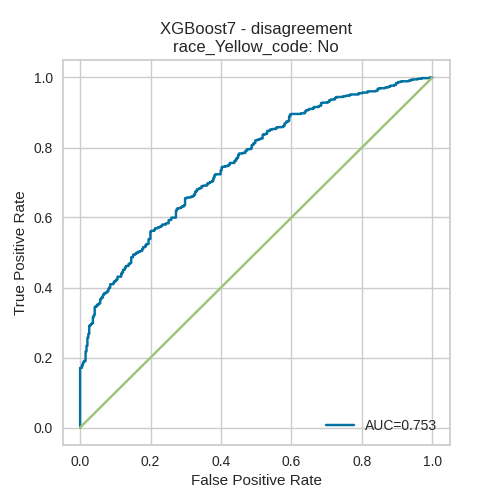 XGBoost7 - disagreement
race_Yellow_code: No
True Positive Rate
1.0
0.8
0.6
0.4
0.2
0.0
AUC=0.753
0.0 0.2 0.4 0.6 0.8 1.0
False Positive Rate